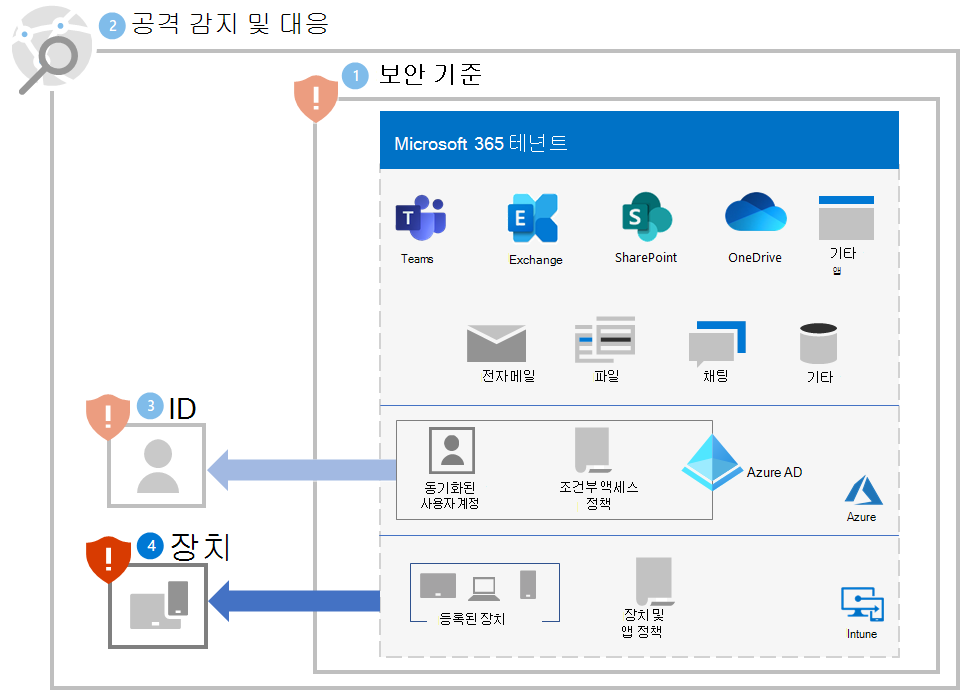 2 공격 감지 및 대응
1 보안 기준
Microsoft 365 테넌트
Teams
Exchange
SharePoint
OneDrive
기타
앱
전자메일
파일
채팅
기타
3 ID
동기화된
사용자계정
조건부액세스
정책
Azure AD
Azure
4 장치
등록된 장치
장치 및
앱 정책
Intune